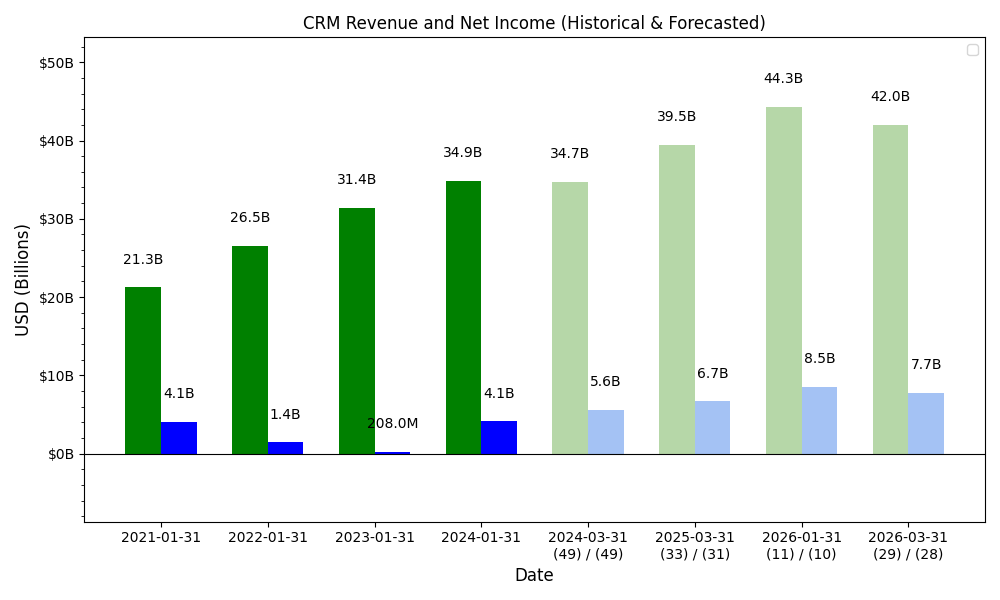 CRM Revenue and Net Income (Historical & Forecasted)
USD (Billions)
$50B
$40B
$30B
$20B
$10B
$0B
21.3B
4.1B
26.5B
1.4B
31.4B
208.0M
34.9B
4.1B
34.7B
5.6B
39.5B
6.7B
44.3B
8.5B
42.0B
7.7B
2021-01-31
2022-01-31
2023-01-31
2024-01-31
2024-03-31
(49) / (49)
2025-03-31
(33) / (31)
2026-01-31
(11) / (10)
2026-03-31
(29) / (28)
Date